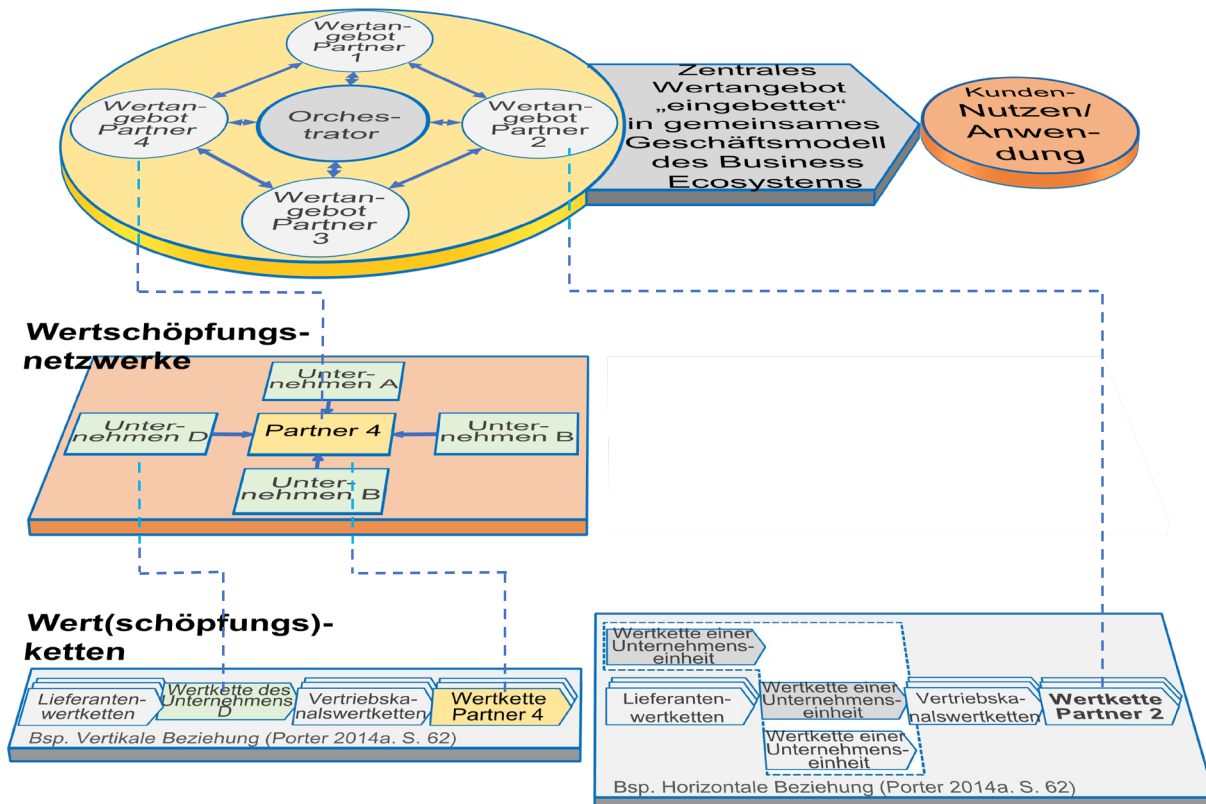 Wertan-
gebot
Partner
1
Wertan-
gebot
Partner
4
Orches-
trator
Wertan-
gebot
Partner
2
Wertan-
gebot
Partner
3
Zentrales
Wertangebot
„eingebettet“
in gemeinsames
Geschäftsmodell
des Business
Ecosystems
Kunden-
Nutzen/
Anwen-
dung
Wertschöpfungs-
netzwerke
Unter-
nehmen A
Unter-
nehmen D
Partner 4
Unter-
nehmen B
Unter-
nehmen B
Wert(schöpfungs)-
ketten
Lieferanten-
wertketten
Wertkette des
Unternehmens
D
Vertriebska-
nalswertketten
Wertkette
Partner 4
Bsp. Vertikale Beziehung (Porter 2014a. S. 62)
Wertkette einer
Unternehmens-
einheit
Lieferanten-
wertketten
Wertkette einer
Unternehmens-
einheit
Vertriebska-
nalswertketten
Wertkette
Partner 2
Wertkette einer
Unternehmens-
einheit
Bsp. Horizontale Beziehung (Porter 2014a. S. 62)